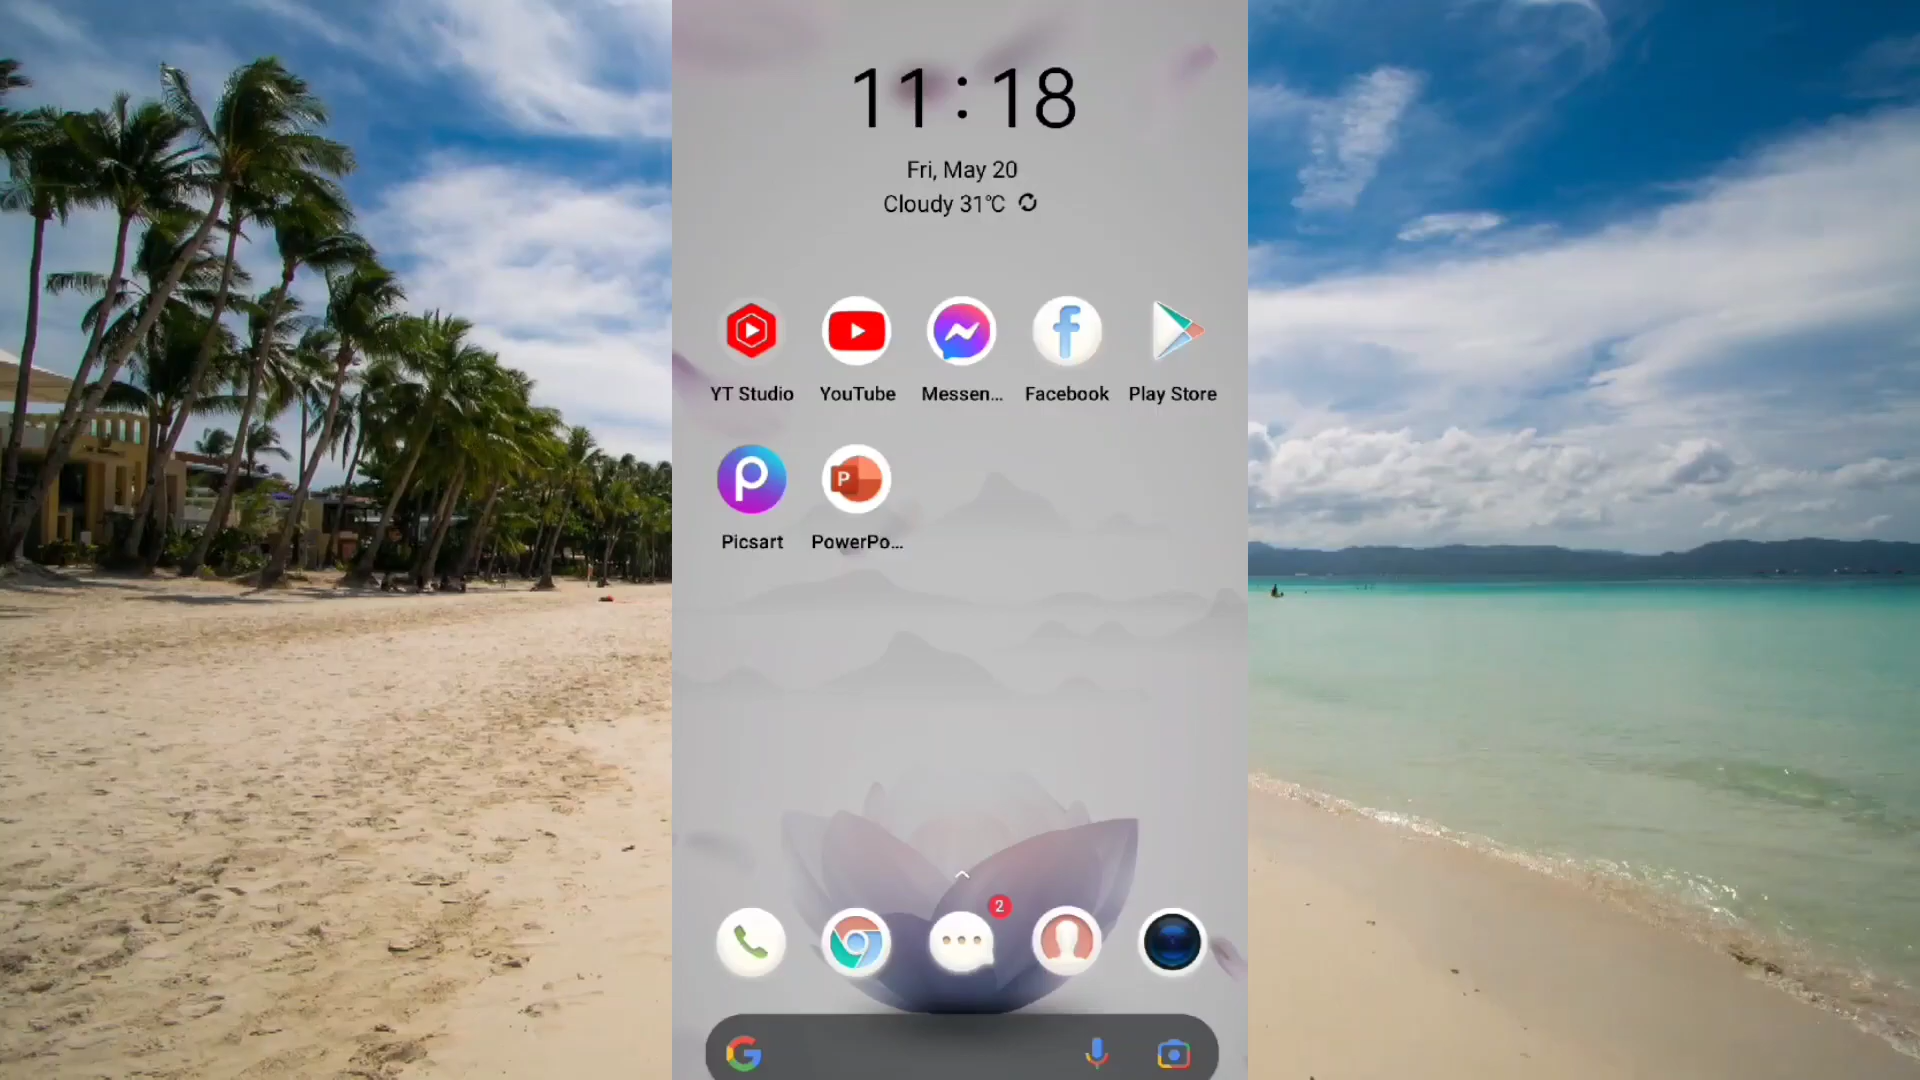 11:18
Fri, May 20
Cloudy 31°C
YT Studio
YouTube
Messen...
Facebook
Play Store
P
Picsart
PowerPo...
2